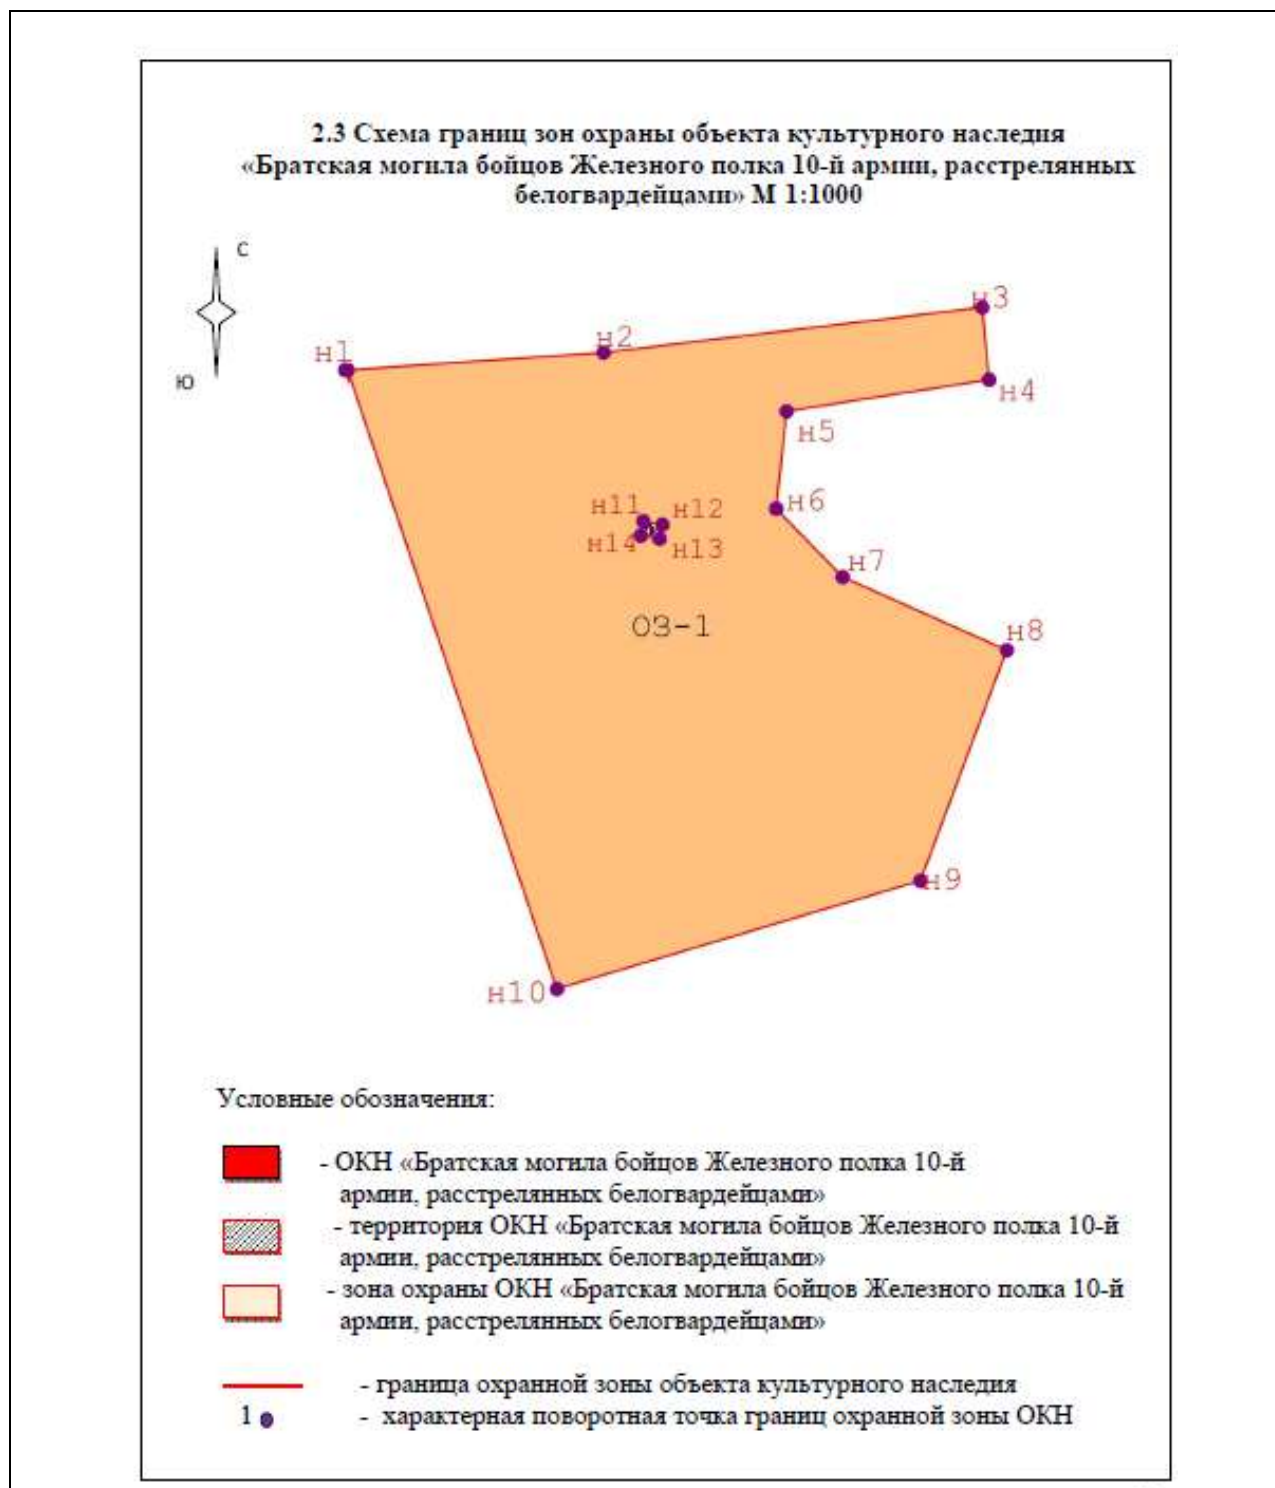 2.3 Схема границ зон охраны объекта культурного наследия
«Братская могила бойцов Железного полка 10-й армии, расстрелянных
белогвардейцами» М 1:1000
С
Ю
н1
н2
н3
н4
н5
н6
н7
н8
н9
н10
н11
н12
н14
н13
ОЗ-1
Условные обозначения:
- ОКН «Братская могила бойцов Железного полка 10-й
армии, расстрелянных белогвардейцами»
- территория ОКН «Братская могила бойцов Железного полка 10-й
армии, расстрелянных белогвардейцами»
- зона охраны ОКН «Братская могила бойцов Железного полка 10-й
армии, расстрелянных белогвардейцами»
- граница охранной зоны объекта культурного наследия
1 - характерная поворотная точка границ охранной зоны ОКН